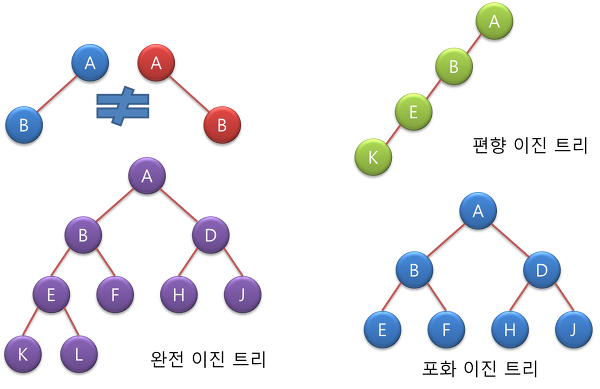 A A
B B
A
B
E
K
편향 이진 트리
A
B D
E F H J
K L
완전 이진 트리
A
B D
E F H J
포화 이진 트리